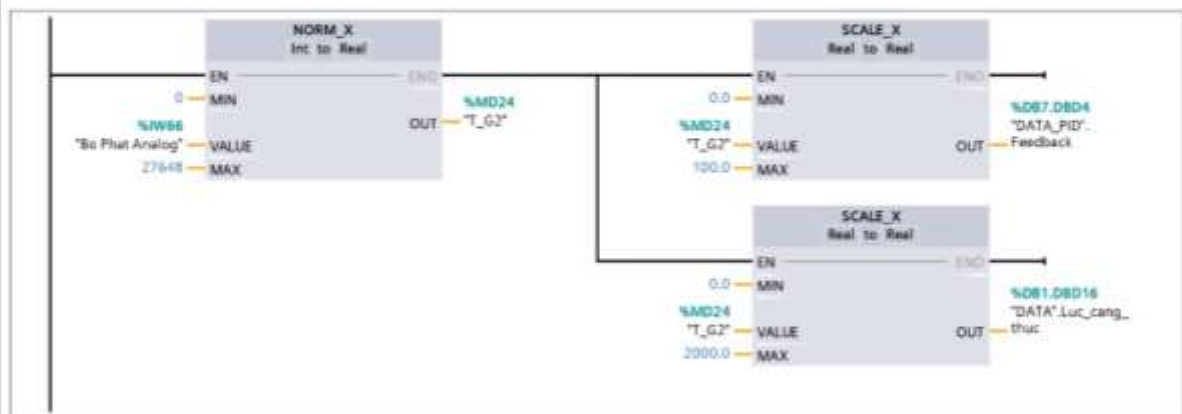 NORM_X
Int to Real
EN
ENO
0
MIN
%MD24
"T_G2"
OUT
%IW66
"Bo Phat Analog"
VALUE
27648
MAX
SCALE_X
Real to Real
EN
ENO
0.0
MIN
%MD24
"T_G2"
VALUE
100.0
MAX
%DB7.DBD4
"DATA_PID".
Feedback
OUT
SCALE_X
Real to Real
EN
ENO
0.0
MIN
%MD24
"T_G2"
VALUE
2000.0
MAX
%DB1.DBD16
"DATA".Luc_cang_
thuc
OUT